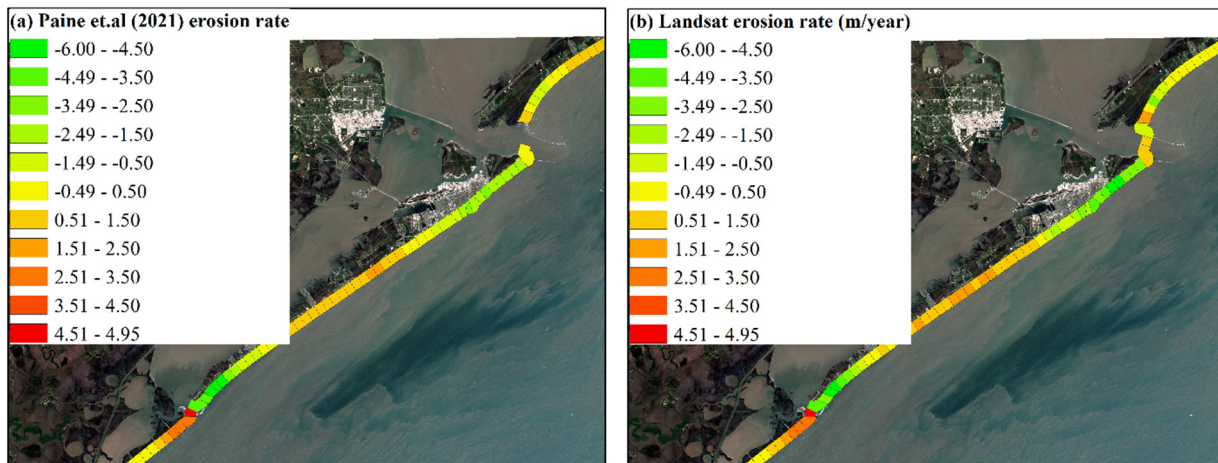 (a) Paine et.al (2021) erosion rate
-6.00 - -4.50
-4.49 - -3.50
-3.49 - -2.50
-2.49 - -1.50
-1.49 - -0.50
-0.49 - 0.50
0.51 - 1.50
1.51 - 2.50
2.51 - 3.50
3.51 - 4.50
4.51 - 4.95
(b) Landsat erosion rate (m/year)
-6.00 - -4.50
-4.49 - -3.50
-3.49 - -2.50
-2.49 - -1.50
-1.49 - -0.50
-0.49 - 0.50
0.51 - 1.50
1.51 - 2.50
2.51 - 3.50
3.51 - 4.50
4.51 - 4.95